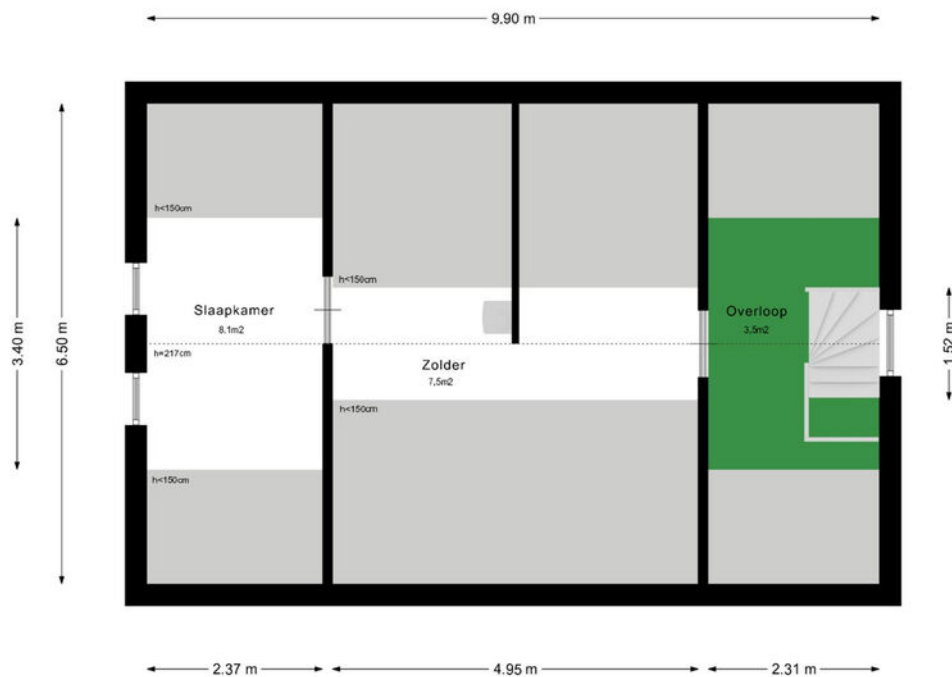 9.90 m
h<150cm
h<150cm
Slaapkamer
8,1m2
Overloop
3,5m2
h=217cm
Zolder
7,5m2
h<150cm
h<150cm
3.40 m
6.50 m
1.52 m
2.37 m
4.95 m
2.31 m